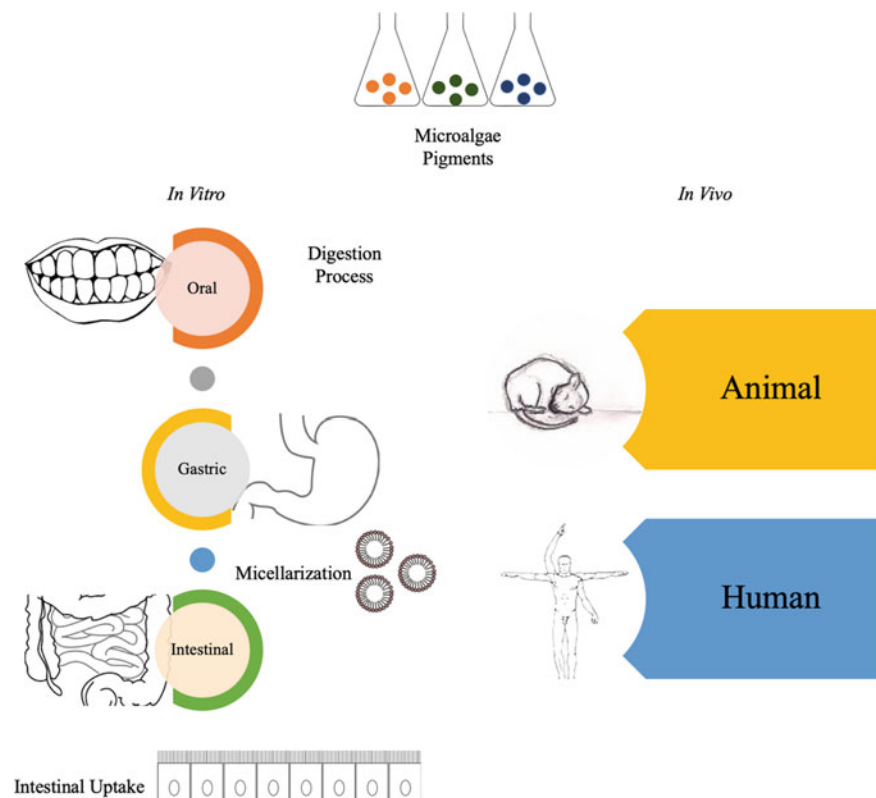 Microalgae
Pigments
In Vitro
In Vivo
Digestion
Process
Oral
Animal
Gastric
Micellarization
Human
Intestinal
Intestinal Uptake